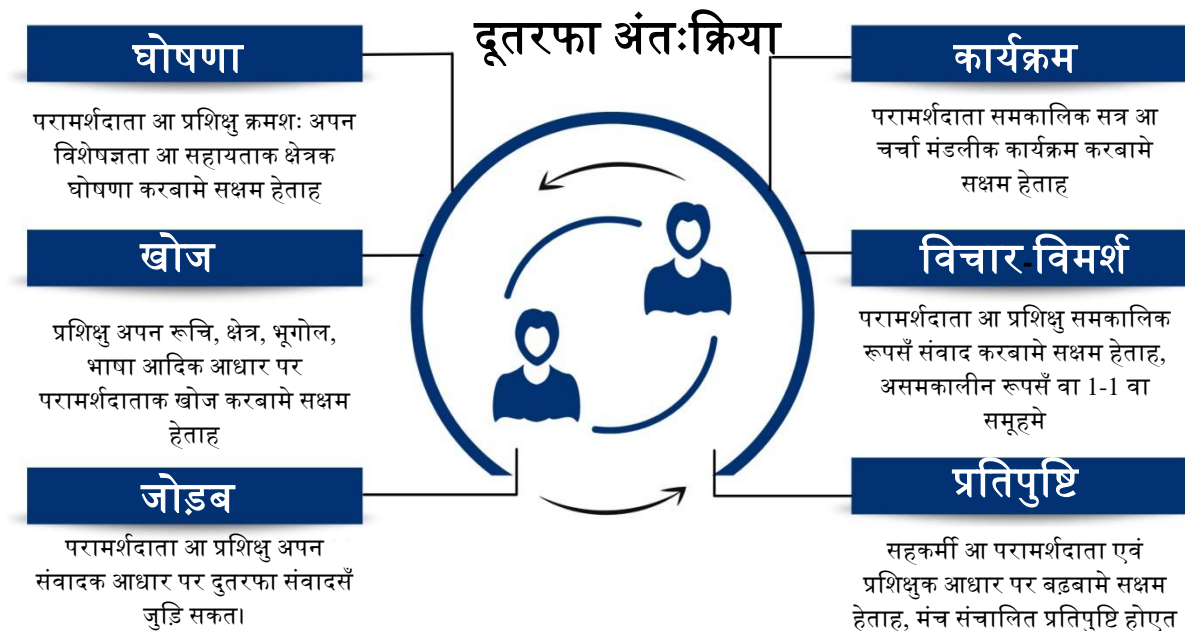 दूतरफा अंतःक्रिया
घोषणा
परामर्शदाता आ प्रशिक्षु क्रमशः अपन
विशेषज्ञता आ सहायताक क्षेत्रक
घोषणा करबामे सक्षम हेताह
खोज
प्रशिक्षु अपन रूचि, क्षेत्र, भूगोल,
भाषा आदिक आधार पर
परामर्शदाताक खोज करबामे सक्षम
हेताह
जोड़ब
परामर्शदाता आ प्रशिक्षु अपन
संवादक आधार पर दुतरफा संवादसँ
जुड़ि सकत।
कार्यक्रम
परामर्शदाता समकालिक सत्र आ
चर्चा मंडलीक कार्यक्रम करबामे
सक्षम हेताह
विचार-विमर्श
परामर्शदाता आ प्रशिक्षु समकालिक
रूपसँ संवाद करबामे सक्षम हेताह,
असमकालीन रूपसँ वा 1-1 वा
समूहमे
प्रतिपुष्टि
सहकर्मी आ परामर्शदाता एवं
प्रशिक्षुक आधार पर बढ़बामे सक्षम
हेताह, मंच संचालित प्रतिपुष्टि होएत